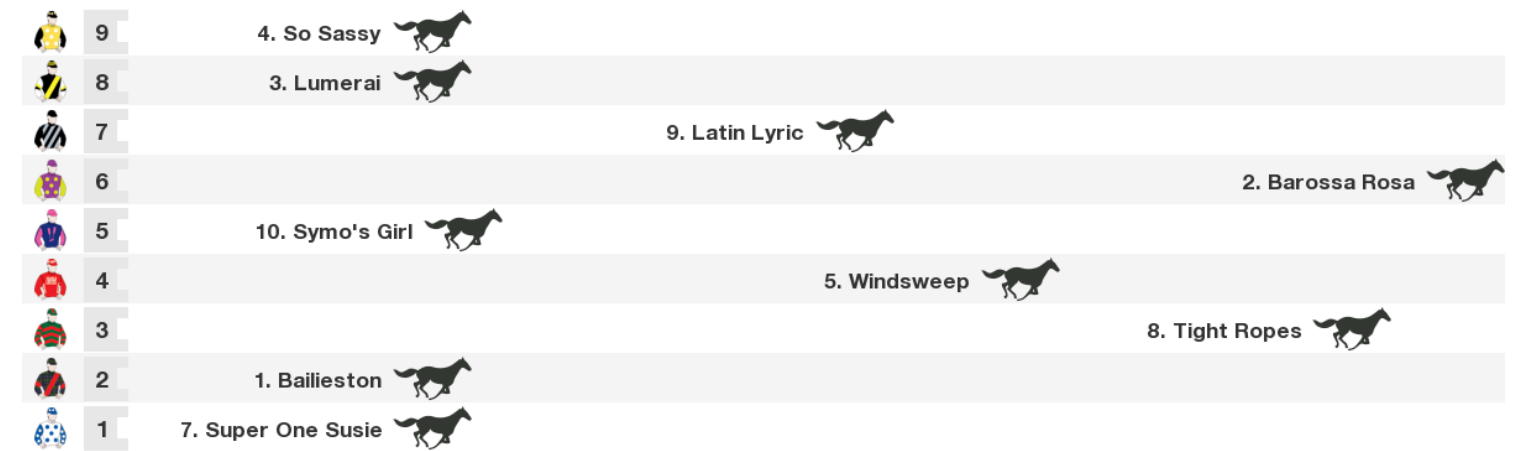 9 4. So Sassy
8 3. Lumerai
7 9. Latin Lyric
6 2. Barossa Rosa
5 10. Symo's Girl
4 5. Windsweep
3 8. Tight Ropes
2 1. Bailieston
1 7. Super One Susie